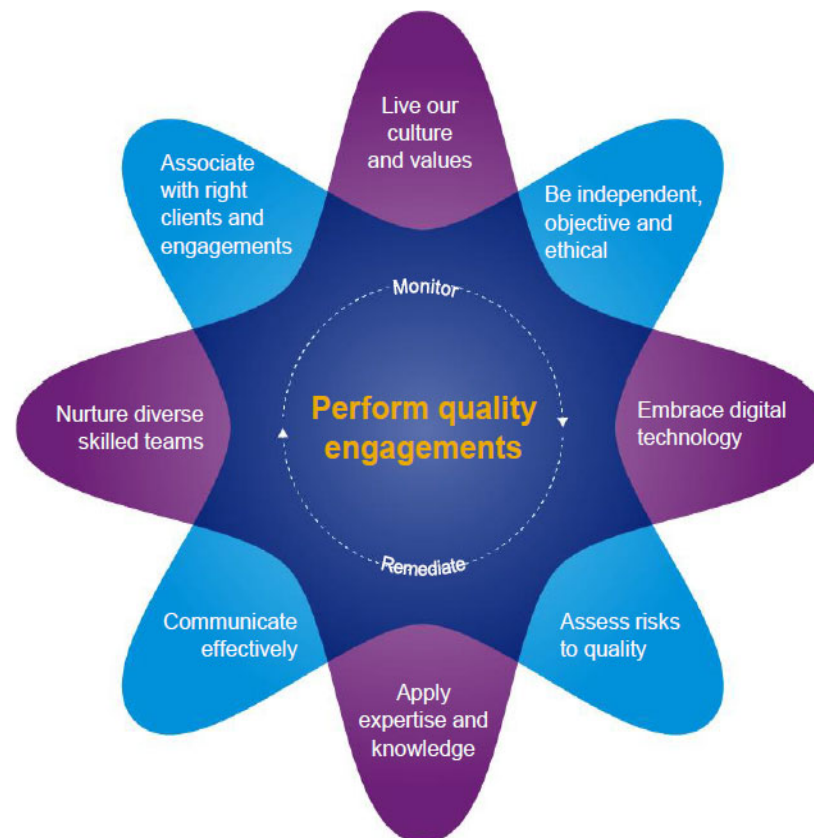 Live our
culture
and values
Be independent,
objective and
ethical
Embrace digital
technology
Assess risks
to quality
Apply
expertise and
knowledge
Communicate
effectively
Nurture diverse
skilled teams
Associate
with right
clients and
engagements
Monitor
Perform quality
engagements
Remediate